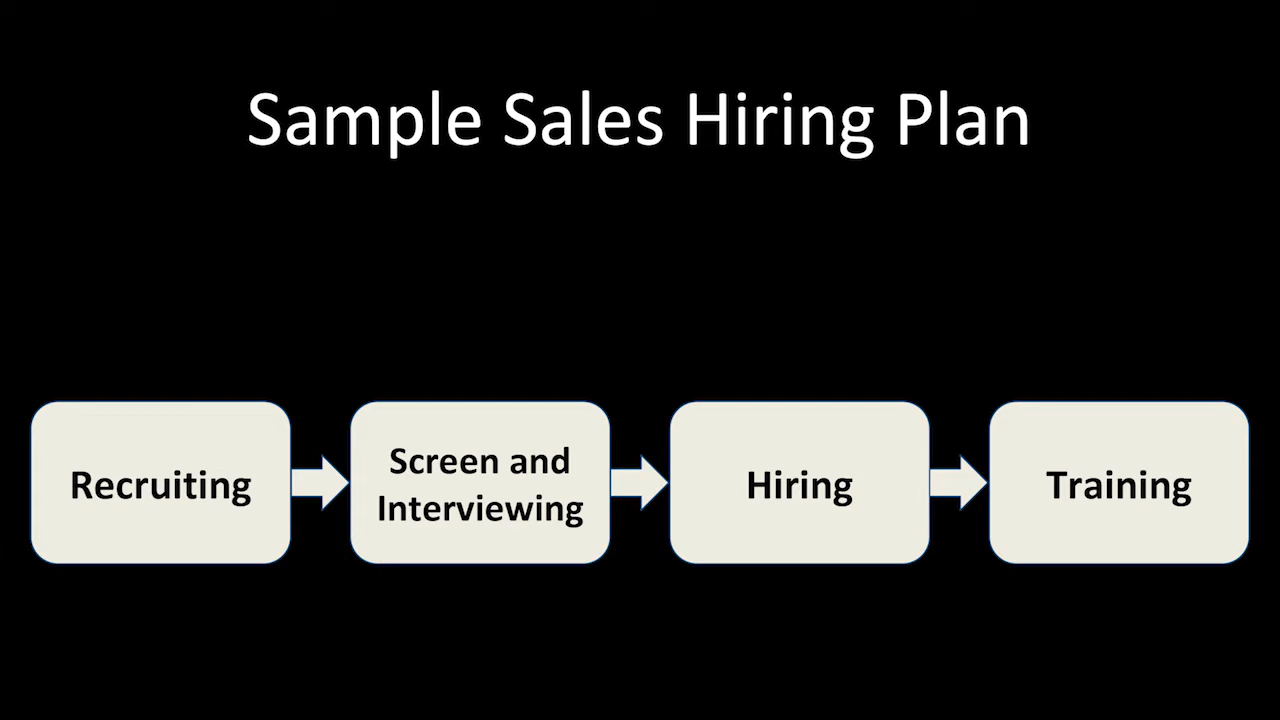 Sample Sales Hiring Plan
Recruiting
Screen and
Interviewing
Hiring
Training